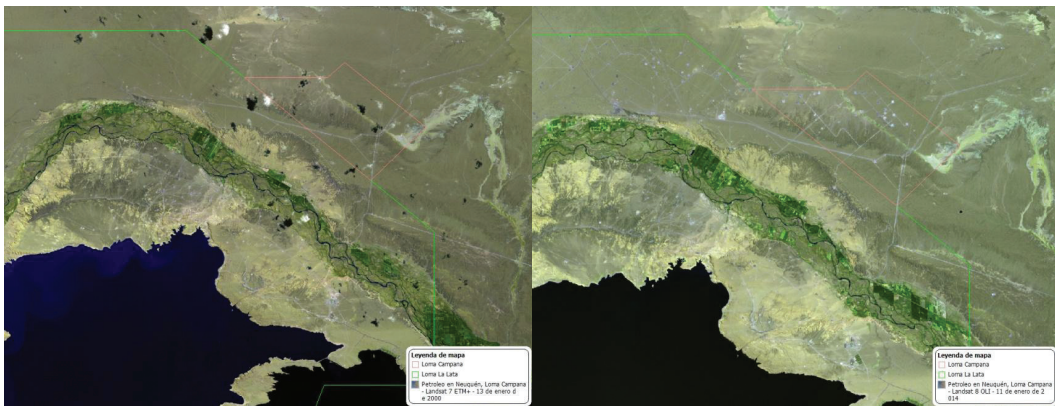 Leyenda de mapa
Loma Campana
Loma La Lata
Petroleo en Neuquén, Loma Campana
- Landsat 7 ETM+ - 13 de enero d
e 2000
Leyenda de mapa
Loma Campana
Loma La Lata
Petroleo en Neuquén, Loma Campana
- Landsat 8 OLI - 11 de enero de 2
014